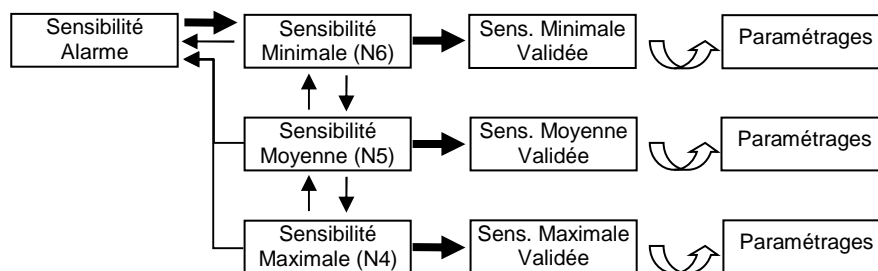 Sensibilité
Alarme
Sensibilité
Minimale (N6)
Sens. Minimale
Validée
Paramétrages
Sensibilité
Moyenne (N5)
Sens. Moyenne
Validée
Paramétrages
Sensibilité
Maximale (N4)
Sens. Maximale
Validée
Paramétrages